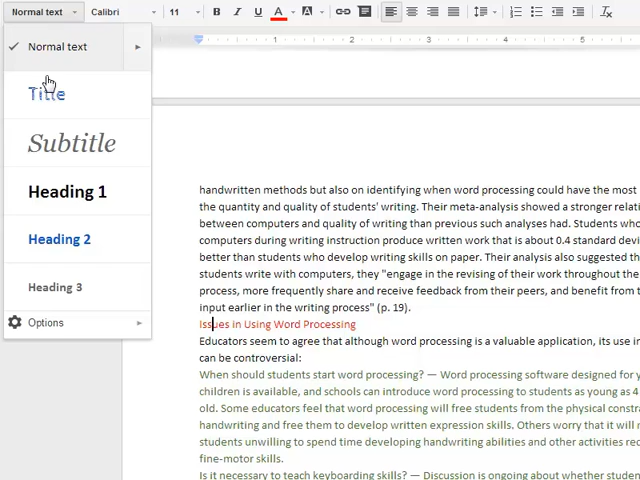 Normal text Calibri 11 B I U A A
Normal text
Title
Subtitle
Heading 1
Heading 2
Heading 3
Options
1 2 3 4 5
handwritten methods but also on identifying when word processing could have the most
the quantity and quality of students' writing. Their meta-analysis showed a stronger relati
between computers and quality of writing than previous such analyses had. Students who
computers during writing instruction produce written work that is about 0.4 standard devi
better than students who develop writing skills on paper. Their analysis also suggested th
students write with computers, they "engage in the revising of their work throughout the
process, more frequently share and receive feedback from their peers, and benefit from t
input earlier in the writing process" (p. 19).
Issues in Using Word Processing
Educators seem to agree that although word processing is a valuable application, its use in
can be controversial:
When should students start word processing? — Word processing software designed for y
children is available, and schools can introduce word processing to students as young as 4
old. Some educators feel that word processing will free students from the physical constra
handwriting and free them to develop written expression skills. Others worry that it will m
students unwilling to spend time developing handwriting abilities and other activities req
fine-motor skills.
Is it necessary to teach keyboarding skills? — Discussion is ongoing about whether studen